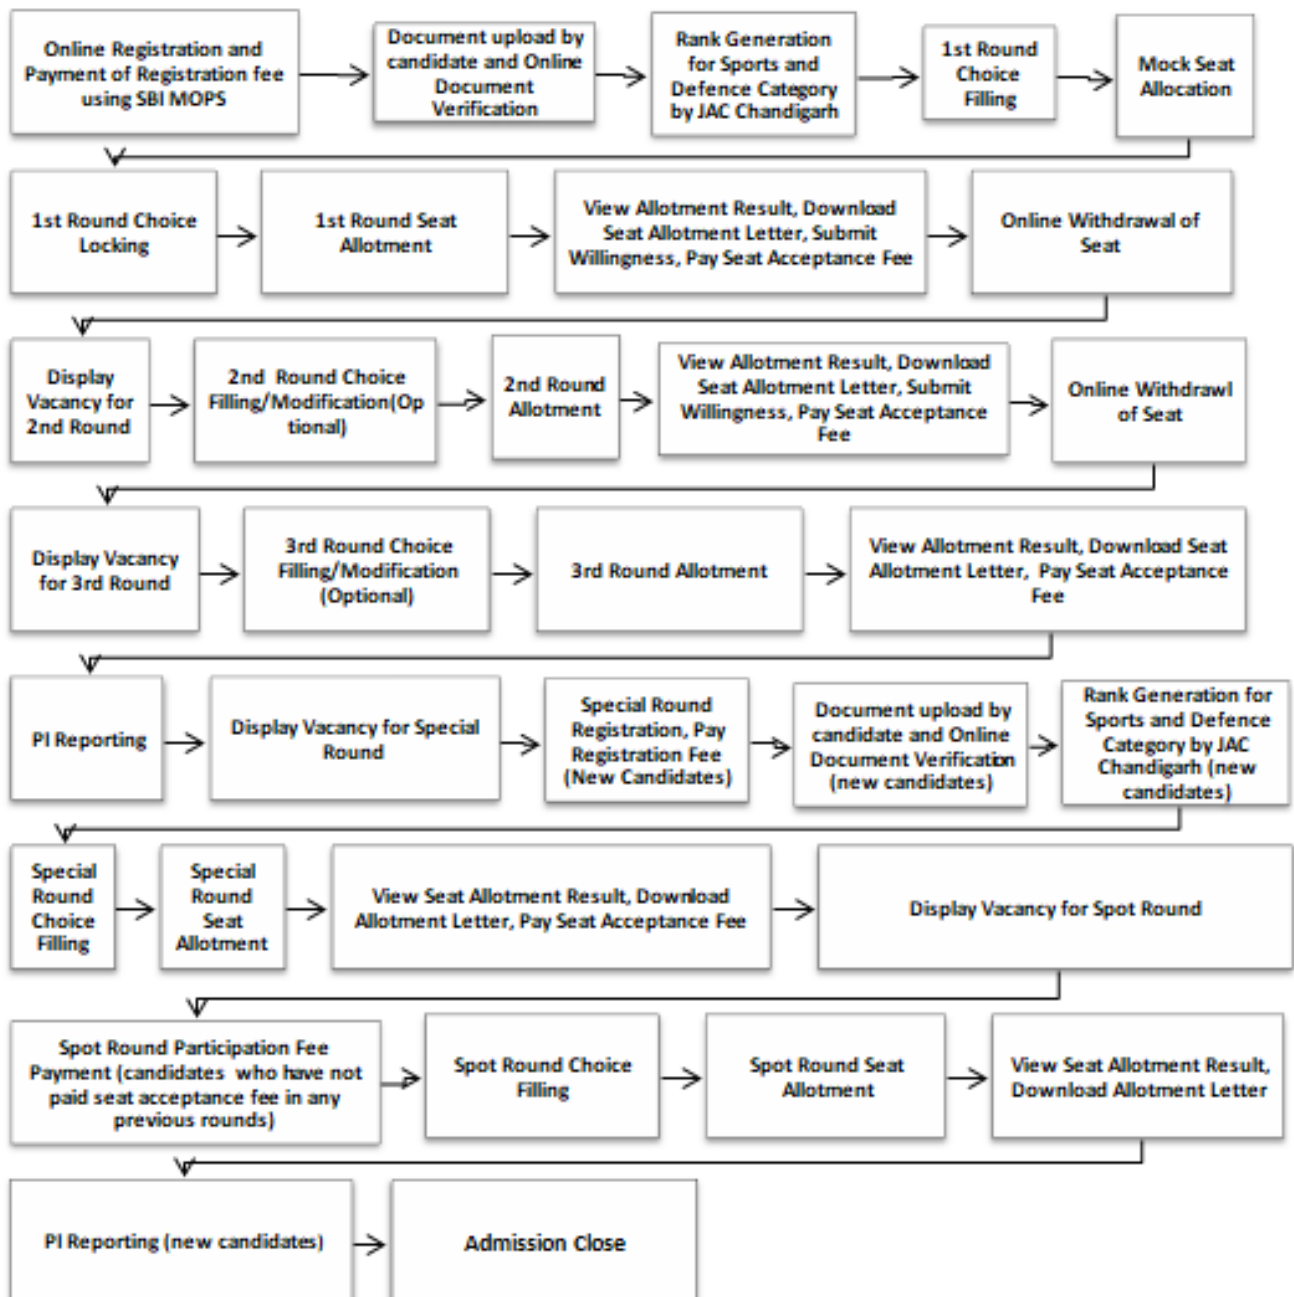 Online Registration and
Payment of Registration fee
using SBI MOPS
Document upload by
candidate and Online
Document
Verification
Rank Generation
for Sports and
Defence Category
by JAC Chandigarh
1st Round
Choice
Filling
Mock Seat
Allocation
1st Round Choice
Locking
1st Round Seat
Allotment
View Allotment Result, Download
Seat Allotment Letter, Submit
Willingness, Pay Seat Acceptance Fee
Online Withdrawal of
Seat
Display
Vacancy for
2nd Round
2nd Round Choice
Filling/Modification(Op
tional)
2nd Round
Allotment
View Allotment Result, Download
Seat Allotment Letter, Submit
Willingness, Pay Seat Acceptance
Fee
Online Withdrawl
of Seat
Display Vacancy
for 3rd Round
3rd Round Choice
Filling/Modification
(Optional)
3rd Round Allotment
View Allotment Result, Download Seat
Allotment Letter, Pay Seat Acceptance
Fee
PI Reporting
Display Vacancy for Special
Round
Special Round
Registration, Pay
Registration Fee
(New Candidates)
Document upload by
candidate and Online
Document Verification
(new candidates)
Rank Generation for
Sports and Defence
Category by JAC
Chandigarh (new
candidates)
Special
Round
Choice
Filling
Special
Round
Seat
Allotment
View Seat Allotment Result, Download
Allotment Letter, Pay Seat Acceptance Fee
Display Vacancy for Spot Round
Spot Round Participation Fee
Payment (candidates who have not
paid seat acceptance fee in any
previous rounds)
Spot Round Choice
Filling
Spot Round Seat
Allotment
View Seat Allotment Result,
Download Allotment Letter
PI Reporting (new candidates)
Admission Close